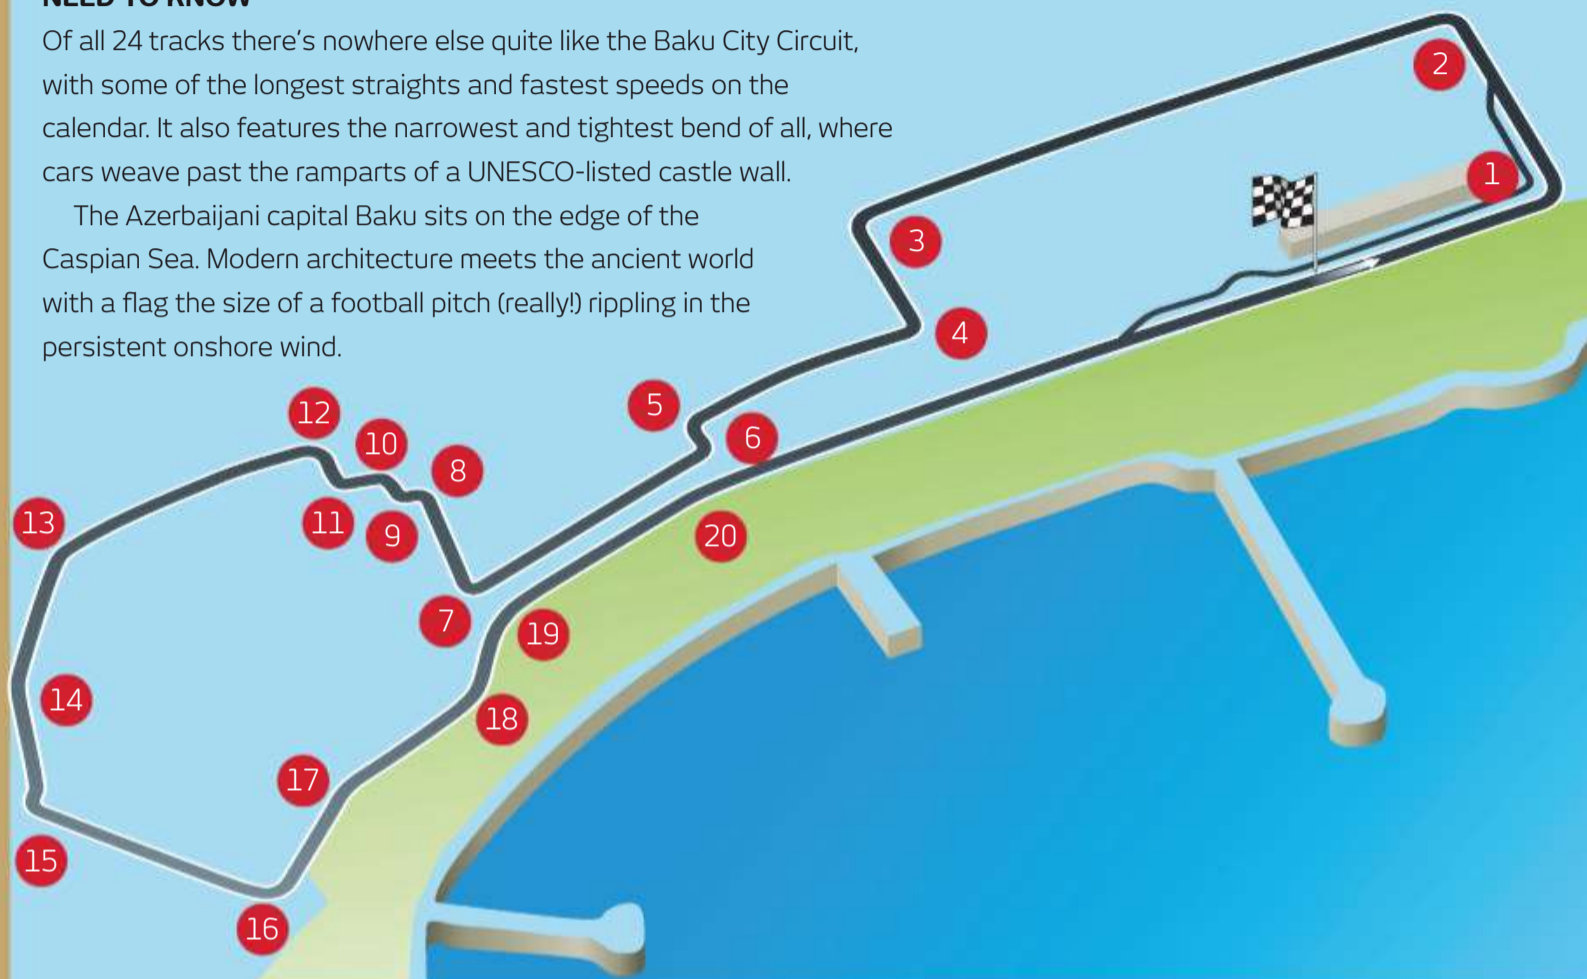 NEED TO KNOW
Of all 24 tracks there's nowhere else quite like the Baku City Circuit,
with some of the longest straights and fastest speeds on the
calendar. It also features the narrowest and tightest bend of all, where
cars weave past the ramparts of a UNESCO-listed castle wall.
The Azerbaijani capital Baku sits on the edge of the
Caspian Sea. Modern architecture meets the ancient world
with a flag the size of a football pitch (really!) rippling in the
persistent onshore wind.
1
2
3
4
5
6
7
8
9
10
11
12
13
14
15
16
17
18
19
20